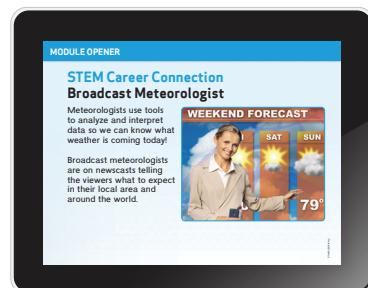 MODULE OPENER
STEM Career Connection
Broadcast Meteorologist
Meteorologists use tools
to analyze and interpret
data so we can know what
weather is coming today!
Broadcast meteorologists
are on newscasts telling
the viewers what to expect
in their local area and
around the world.
WEEKEND FORECAST
SAT
SUN
79°